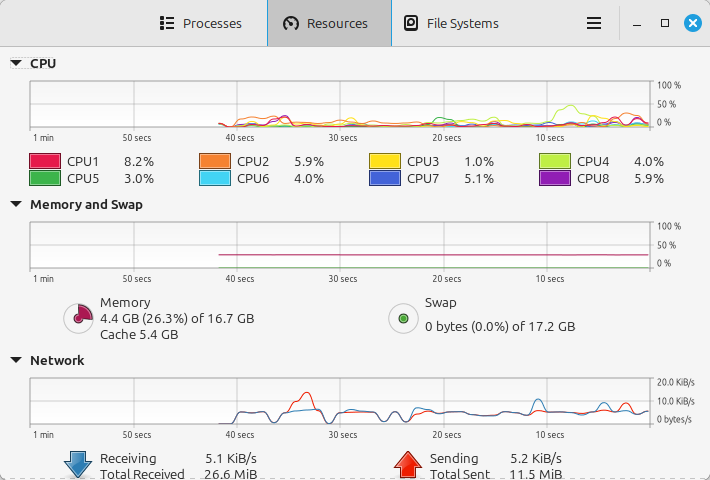 Processes Resources File Systems
CPU
100 %
50 %
0 %
1 min 50 secs 40 secs 30 secs 20 secs 10 secs
CPU1 8.2% CPU2 5.9% CPU3 1.0% CPU4 4.0%
CPU5 3.0% CPU6 4.0% CPU7 5.1% CPU8 5.9%
Memory and Swap
100 %
50 %
0 %
1 min 50 secs 40 secs 30 secs 20 secs 10 secs
Memory
4.4 GB (26.3%) of 16.7 GB
Cache 5.4 GB
Swap
0 bytes (0.0%) of 17.2 GB
Network
20.0 KiB/s
10.0 KiB/s
0 bytes/s
1 min 50 secs 40 secs 30 secs 20 secs 10 secs
Receiving 5.1 KiB/s Sending 5.2 KiB/s
Total Received 26.6 MiB Total Sent 11.5 MiB